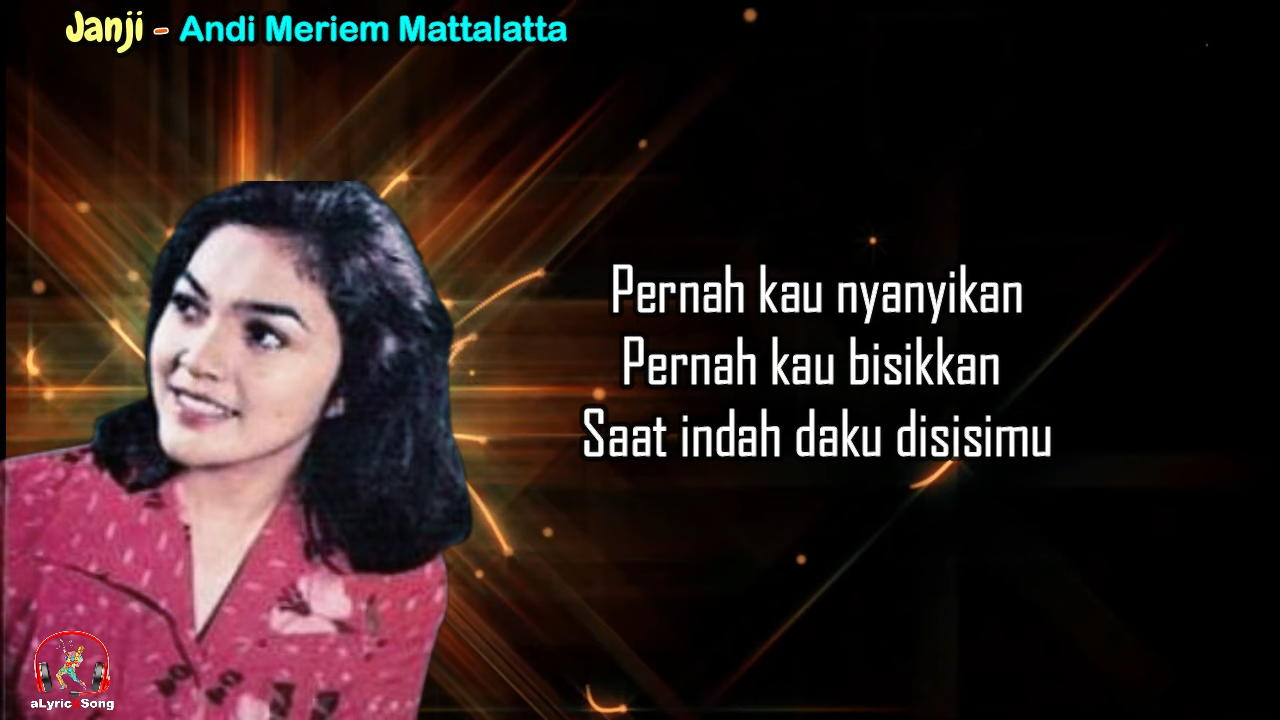 Janji - Andi Meriem Mattalatta
Pernah kau nyanyikan
Pernah kau bisikkan
Saat indah daku disisimu
aLyric Song